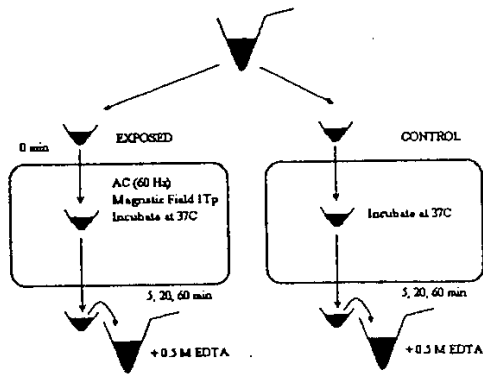 0 min
EXPOSED
CONTROL
AC (60 Hz)
Magnetic Field 1Tp
Incubate at 37C
Incubate at 37C
5, 20, 60 min
5, 20, 60 min
+ 0.5 M EDTA
+ 0.5 M EDTA